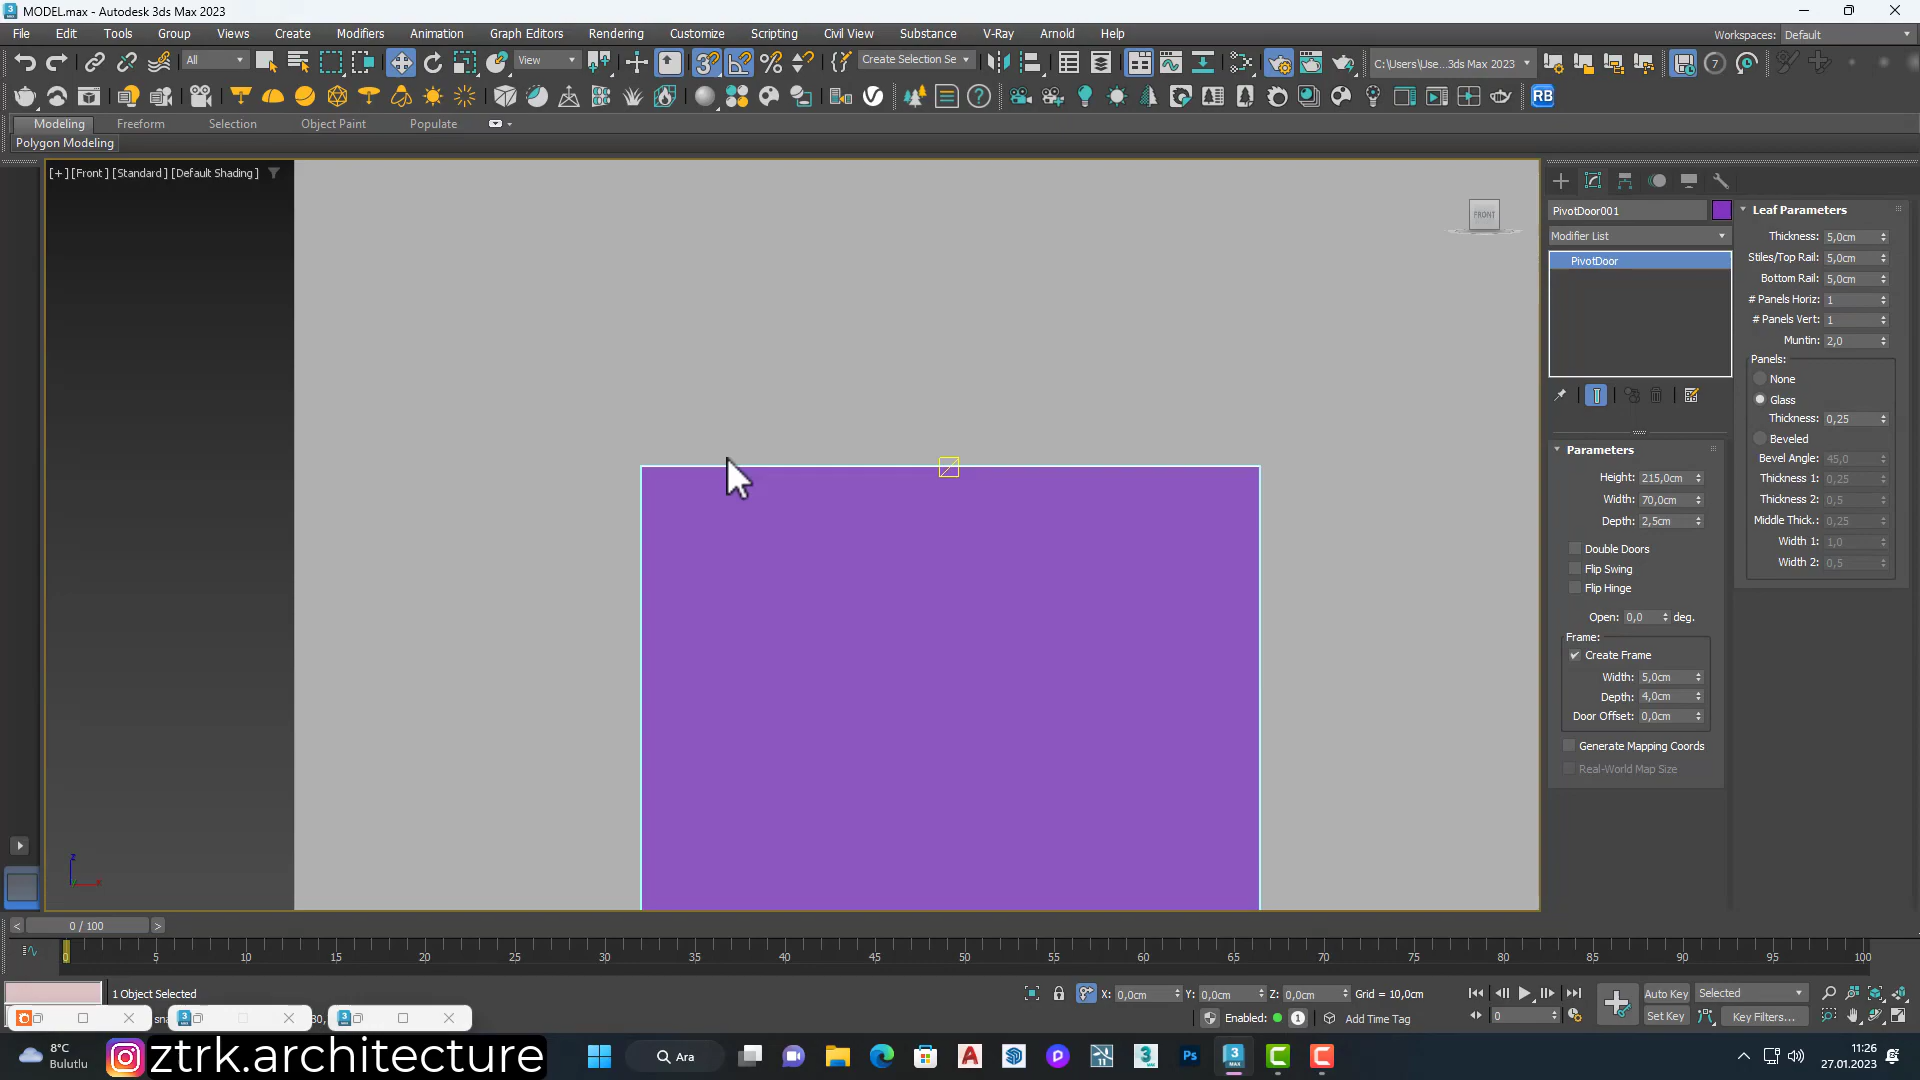 MODEL.max - Autodesk 3ds Max 2023
File Edit Tools Group Views Create Modifiers Animation Graph Editors Rendering Customize Scripting Civil View Substance V-Ray Arnold Help
Workspaces: Default
All View Create Selection Se C:\Users\Use...3ds Max 2023 7
RB
Modeling Freeform Selection Object Paint Populate
Polygon Modeling
[+] [Front] [Standard] [Default Shading]
FRONT
PivotDoor001
Modifier List
PivotDoor
Parameters
Height: 215,0cm
Width: 70,0cm
Depth: 2,5cm
Double Doors
Flip Swing
Flip Hinge
Open: 0,0 deg.
Frame:
Create Frame
Width: 5,0cm
Depth: 4,0cm
Door Offset: 0,0cm
Generate Mapping Coords
Real-World Map Size
Leaf Parameters
Thickness: 5,0cm
Stiles/Top Rail: 5,0cm
Bottom Rail: 5,0cm
# Panels Horiz: 1
# Panels Vert: 1
Muntin: 2,0
Panels:
None
Glass
Thickness: 0,25
Beveled
Bevel Angle: 45,0
Thickness 1: 0,25
Thickness 2: 0,5
Middle Thick.: 0,25
Width 1: 1,0
Width 2: 0,5
z
x
< 0 / 100 >
0 5 10 15 20 25 30 35 40 45 50 55 60 65 70 75 80 85 90 95 100
1 Object Selected X: 0,0cm Y: 0,0cm Z: 0,0cm Grid = 10,0cm Auto Key Selected
Enabled: 1 Add Time Tag 0 Set Key Key Filters...
8°C
Bulutlu
ztrk.architecture
Ara
Ps
11:26
27.01.2023